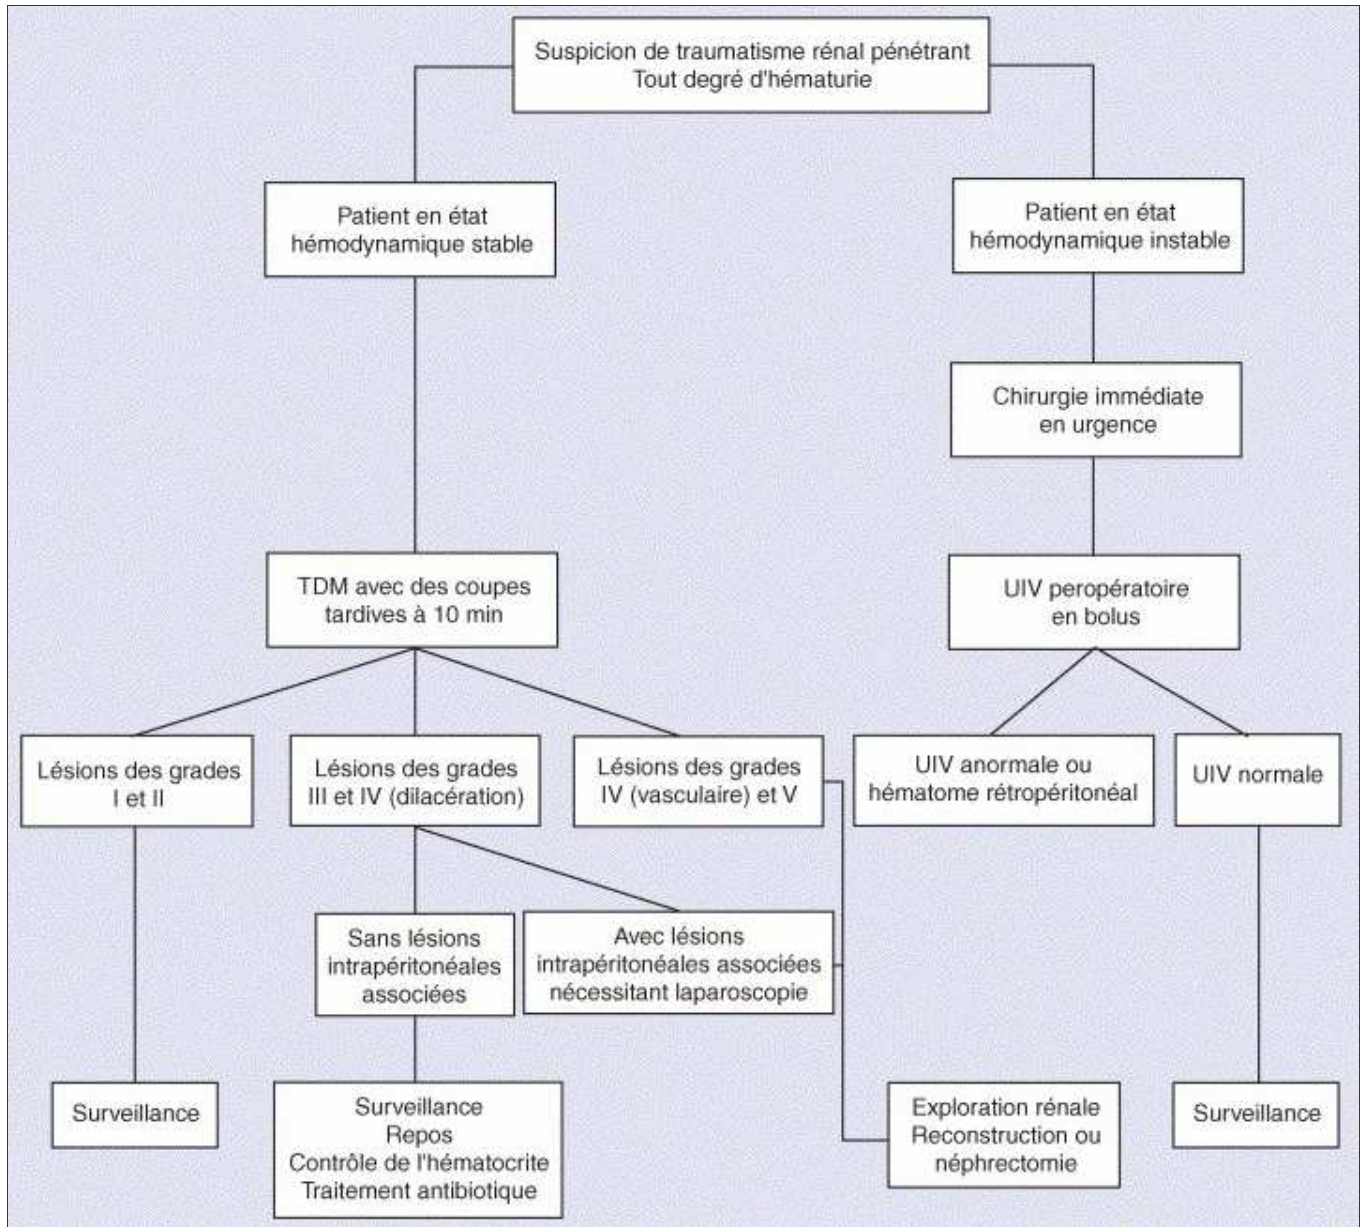 Suspicion de traumatisme rénal pénétrant
Tout degré d'hématurie
Patient en état
hémodynamique stable
Patient en état
hémodynamique instable
Chirurgie immédiate
en urgence
TDM avec des coupes
tardives à 10 min
UIV peropératoire
en bolus
Lésions des grades
I et II
Lésions des grades
III et IV (dilacération)
Lésions des grades
IV (vasculaire) et V
UIV anormale ou
hématome rétropéritonéal
UIV normale
Sans lésions
intrapéritonéales
associées
Avec lésions
intrapéritonéales associées
nécessitant laparoscopie
Surveillance
Surveillance
Repos
Contrôle de l'hématocrite
Traitement antibiotique
Exploration rénale
Reconstruction ou
néphrectomie
Surveillance